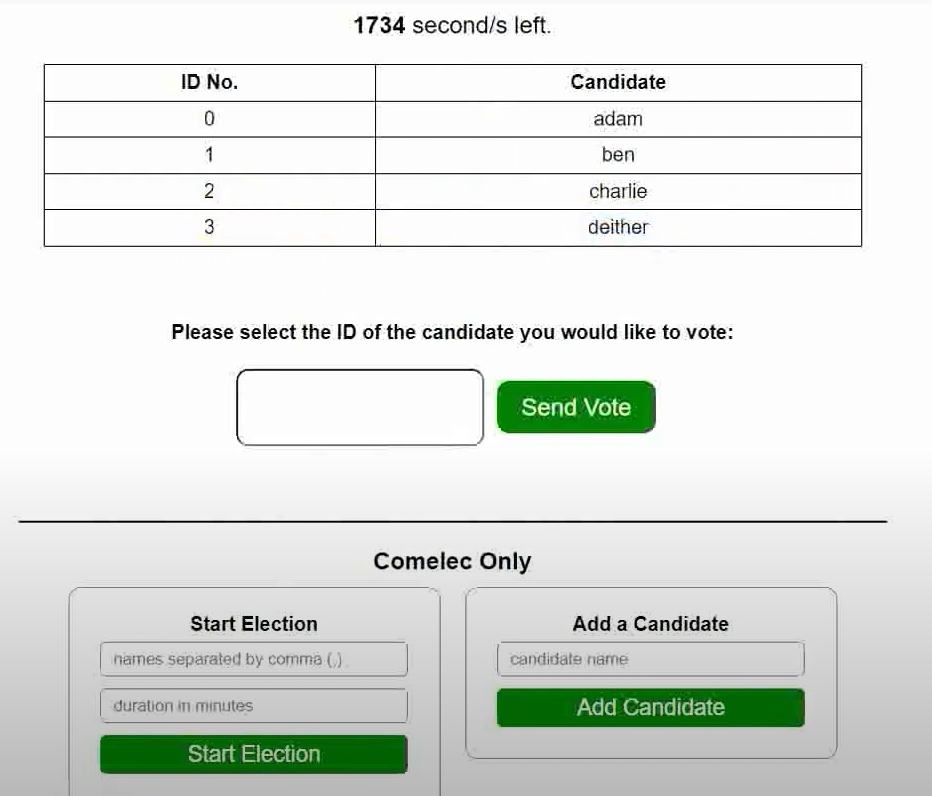 1734 second/s left.
ID No. Candidate
0 adam
1 ben
2 charlie
3 deither
Please select the ID of the candidate you would like to vote:
Send Vote
Comelec Only
Start Election
names separated by comma (,)
duration in minutes
Start Election
Add a Candidate
candidate name
Add Candidate